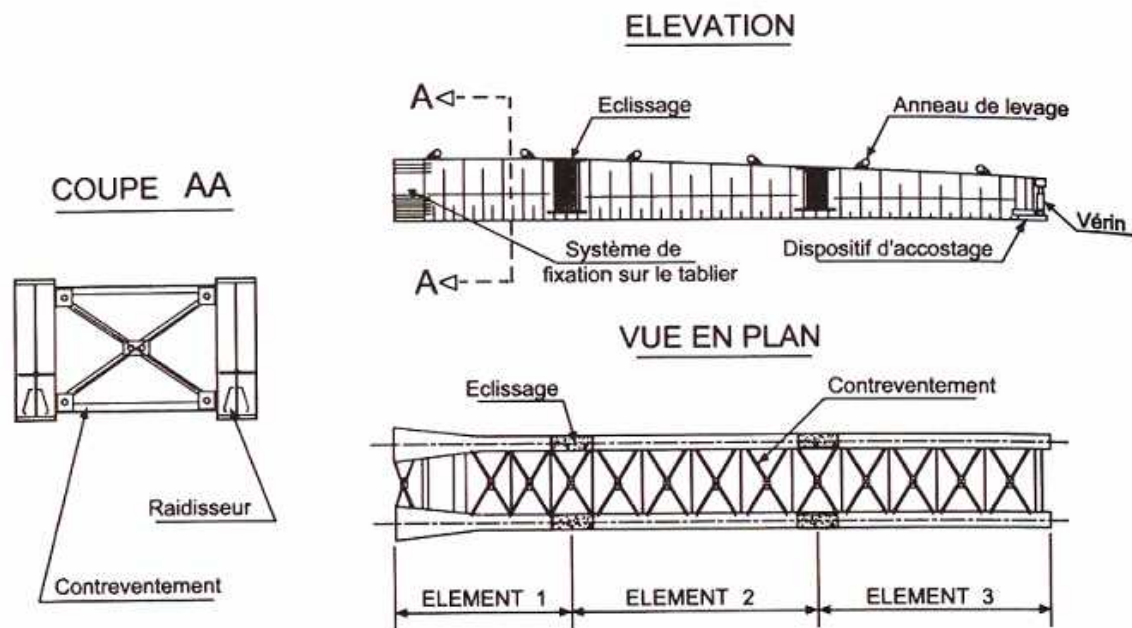 ELEVATION
A
Eclissage
Anneau de levage
COUPE AA
Vérin
Système de
fixation sur le tablier
Dispositif d'accostage
A
VUE EN PLAN
Eclissage
Contreventement
Raidisseur
Contreventement
ELEMENT 1
ELEMENT 2
ELEMENT 3